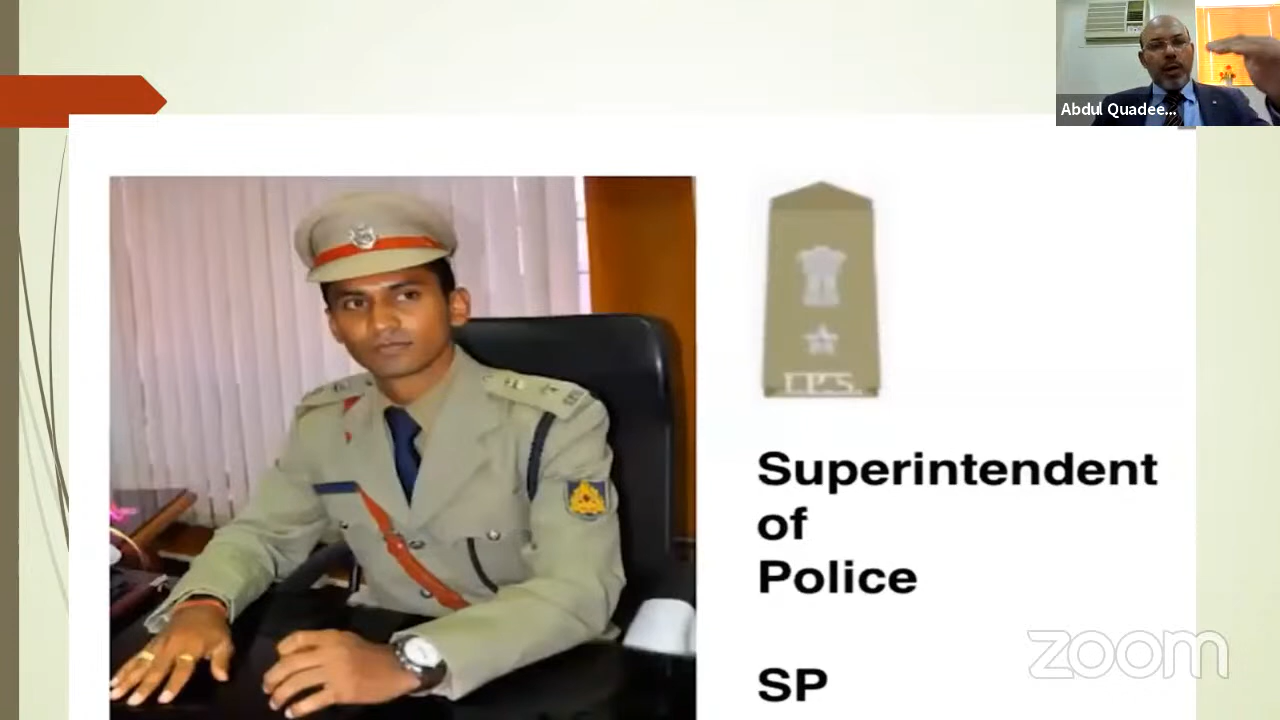 Abdul Quadee...
I.P.S.
Superintendent
of
Police
SP
zoom